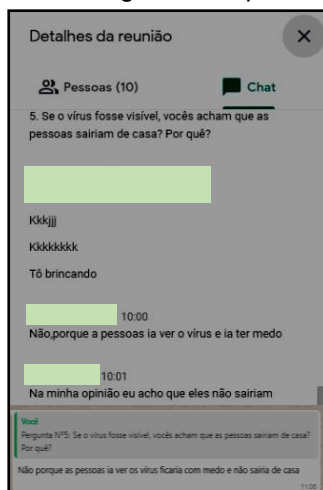 Detalhes da reunião
Pessoas (10)
Chat
5. Se o vírus fosse visível, vocês acham que as
pessoas sairiam de casa? Por quê?
Kkkjjj
Kkkkkkkk
Tô brincando
10:00
Não,porque a pessoas ia ver o vírus e ia ter medo
10:01
Na minha opinião eu acho que eles não sairiam
Você
Pergunta Nº5: Se o vírus fosse visível, vocês acham que as pessoas sairiam de casa?
Por quê?
Não porque as pessoas ia ver os vírus ficaria com medo e não sairia de casa
11:06